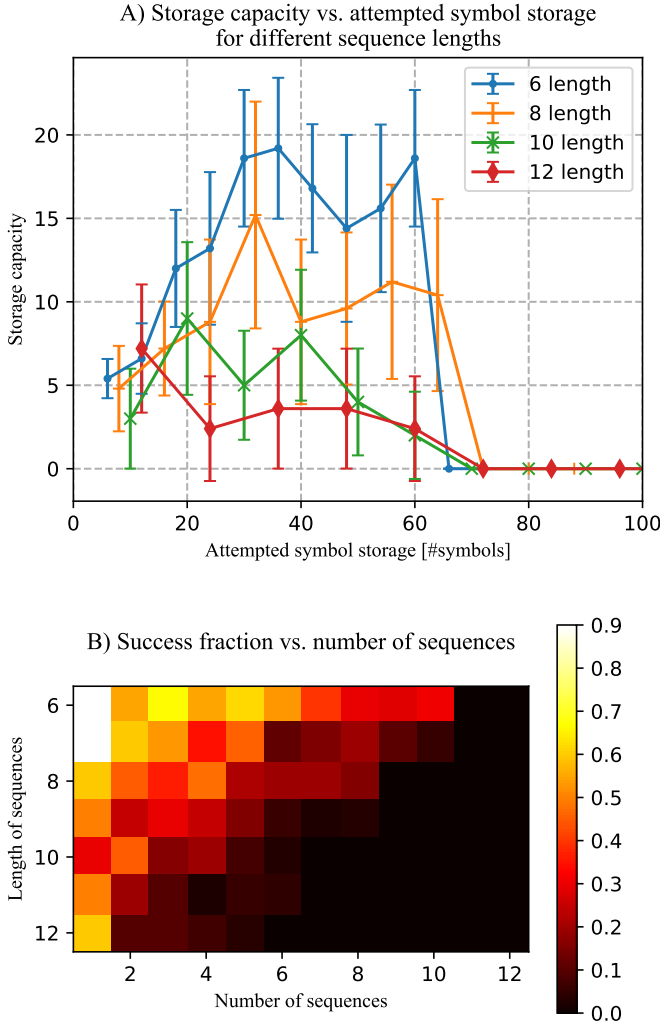 A) Storage capacity vs. attempted symbol storage
for different sequence lengths
6 length
8 length
10 length
12 length
20
15
10
5
0
Storage capacity
0 20 40 60 80 100
Attempted symbol storage [#symbols]
B) Success fraction vs. number of sequences
6
8
10
12
Length of sequences
2 4 6 8 10 12
Number of sequences
0.9
0.8
0.7
0.6
0.5
0.4
0.3
0.2
0.1
0.0